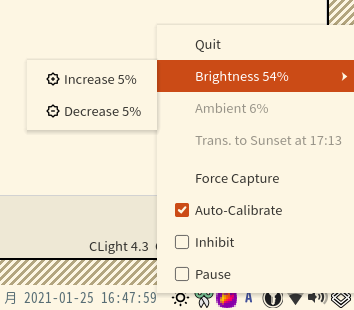 Quit
Brightness 54%
Increase 5%
Decrease 5%
Ambient 6%
Trans. to Sunset at 17:13
Force Capture
Auto-Calibrate
Inhibit
Pause
CLight 4.3
月 2021-01-25 16:47:59
A